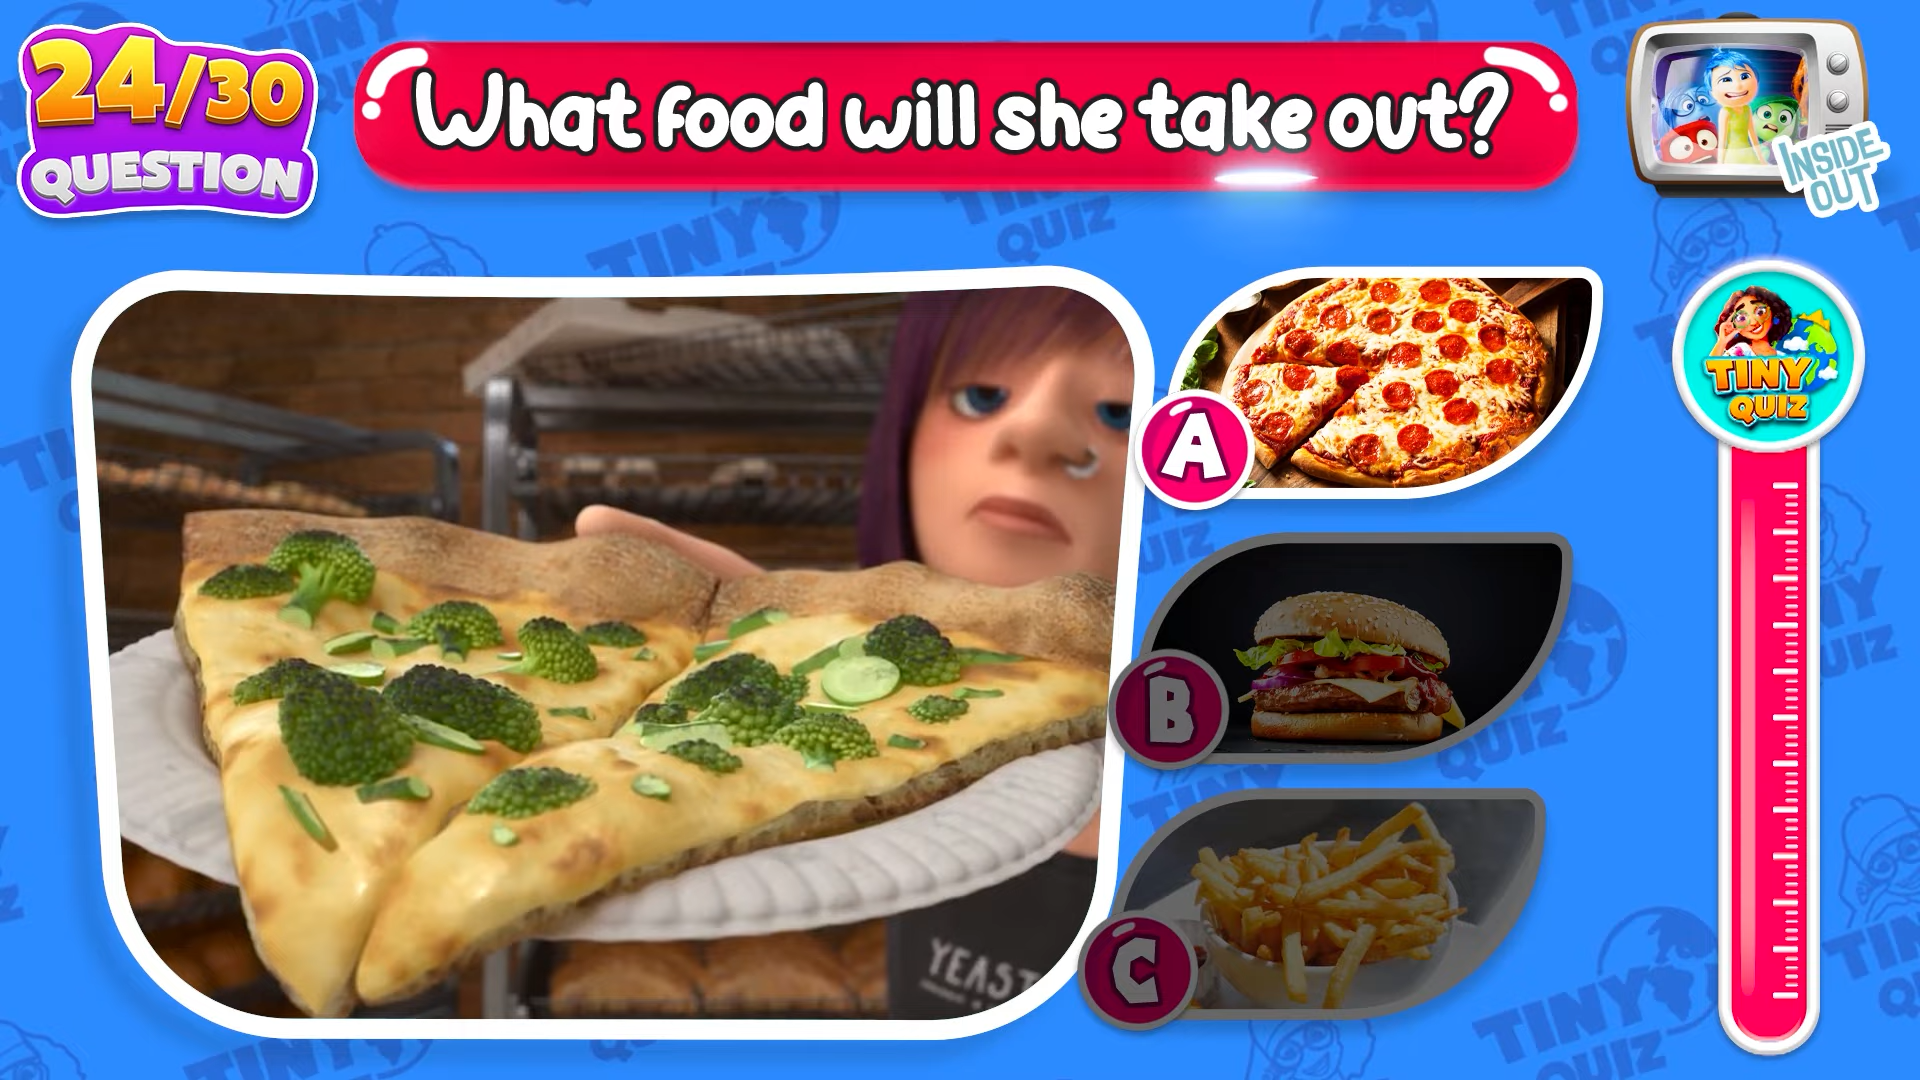 24/30
QUESTION
What food will she take out?
INSIDE
OUT
TINY
QUIZ
A
B
C
YEAST